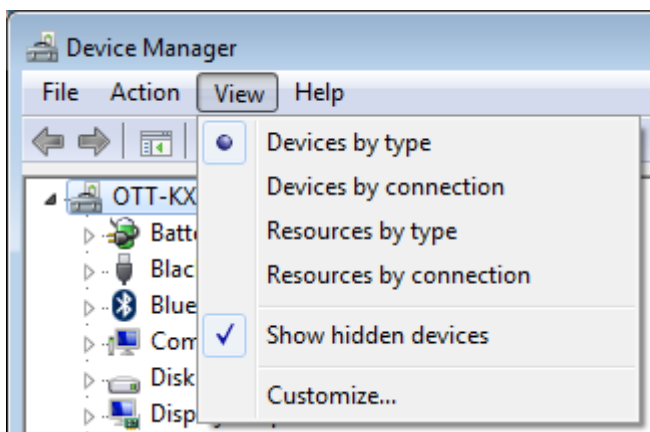 Device Manager
File Action View Help
Devices by type
Devices by connection
Resources by type
Resources by connection
Show hidden devices
Customize...
OTT-KX
Batt
Blac
Blue
Com
Disk
Disp